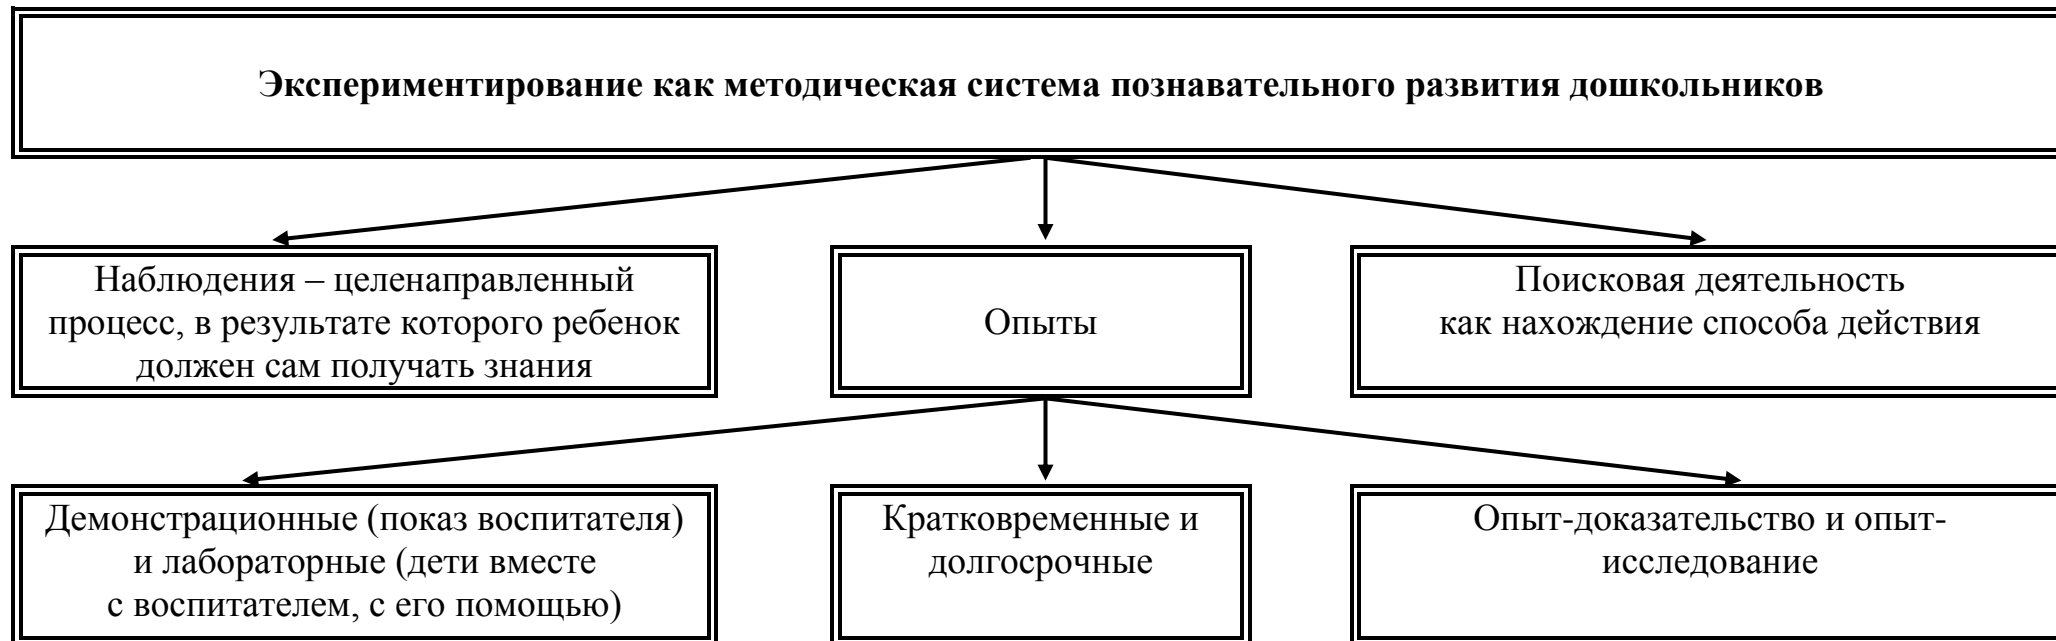 Экспериментирование как методическая система познавательного развития дошкольников
Наблюдения – целенаправленный
процесс, в результате которого ребенок
должен сам получать знания
Опыты
Поисковая деятельность
как нахождение способа действия
Демонстрационные (показ воспитателя)
и лабораторные (дети вместе
с воспитателем, с его помощью)
Кратковременные и
долгосрочные
Опыт-доказательство и опыт-
исследование